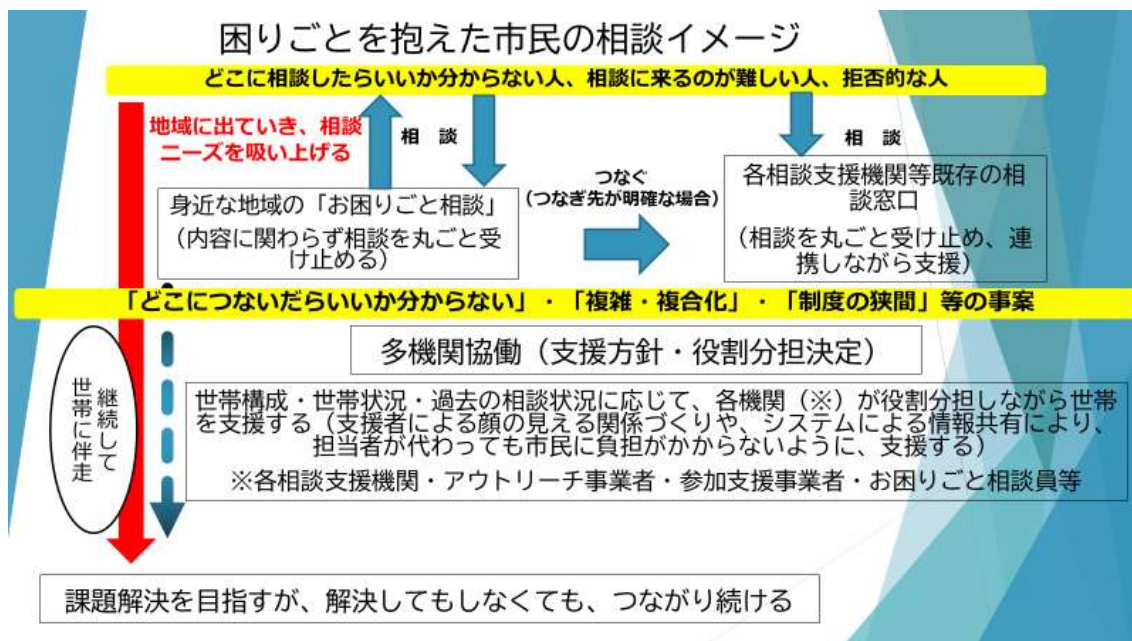 困りごとを抱えた市民の相談イメージ
どこに相談したらいいか分からない人、相談に来るのが難しい人、拒否的な人
地域に出ていき、相談
ニーズを吸い上げる
相　談
相　談
つなぐ
(つなぎ先が明確な場合)
身近な地域の「お困りごと相談」
（内容に関わらず相談を丸ごと受
け止める）
各相談支援機関等既存の相
談窓口
（相談を丸ごと受け止め、連
携しながら支援）
「どこにつないだらいいか分からない」・「複雑・複合化」・「制度の狭間」等の事案
多機関協働（支援方針・役割分担決定）
継続して
世帯に伴走
世帯構成・世帯状況・過去の相談状況に応じて、各機関（※）が役割分担しながら世帯
を支援する（支援者による顔の見える関係づくりや、システムによる情報共有により、
担当者が代わっても市民に負担がかからないように、支援する）
※各相談支援機関・アウトリーチ事業者・参加支援事業者・お困りごと相談員等
課題解決を目指すが、解決してもしなくても、つながり続ける